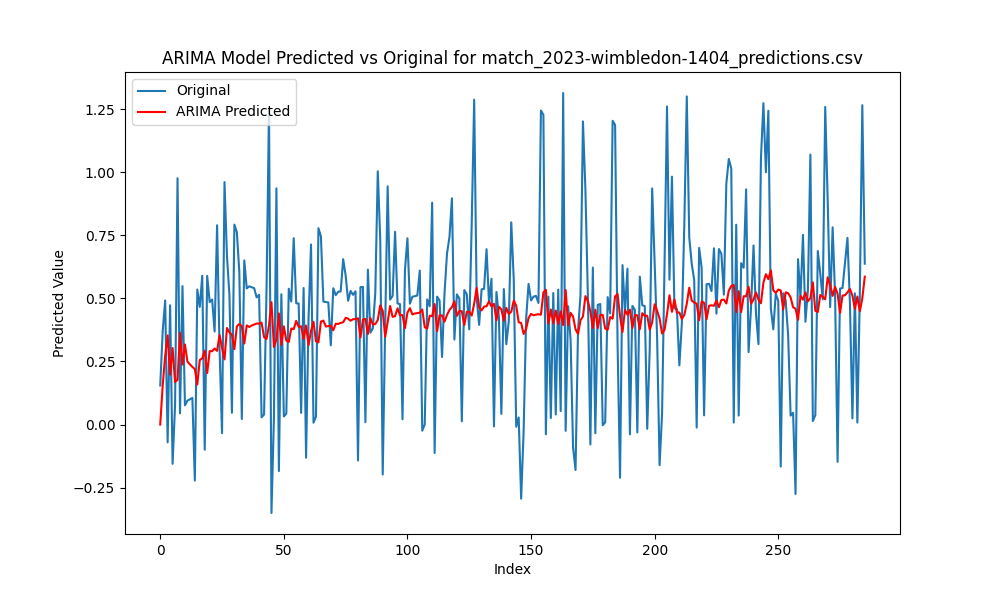 ARIMA Model Predicted vs Original for match_2023-wimbledon-1404_predictions.csv
Original
ARIMA Predicted
1.25
1.00
0.75
0.50
0.25
0.00
−0.25
Predicted Value
0 50 100 150 200 250
Index